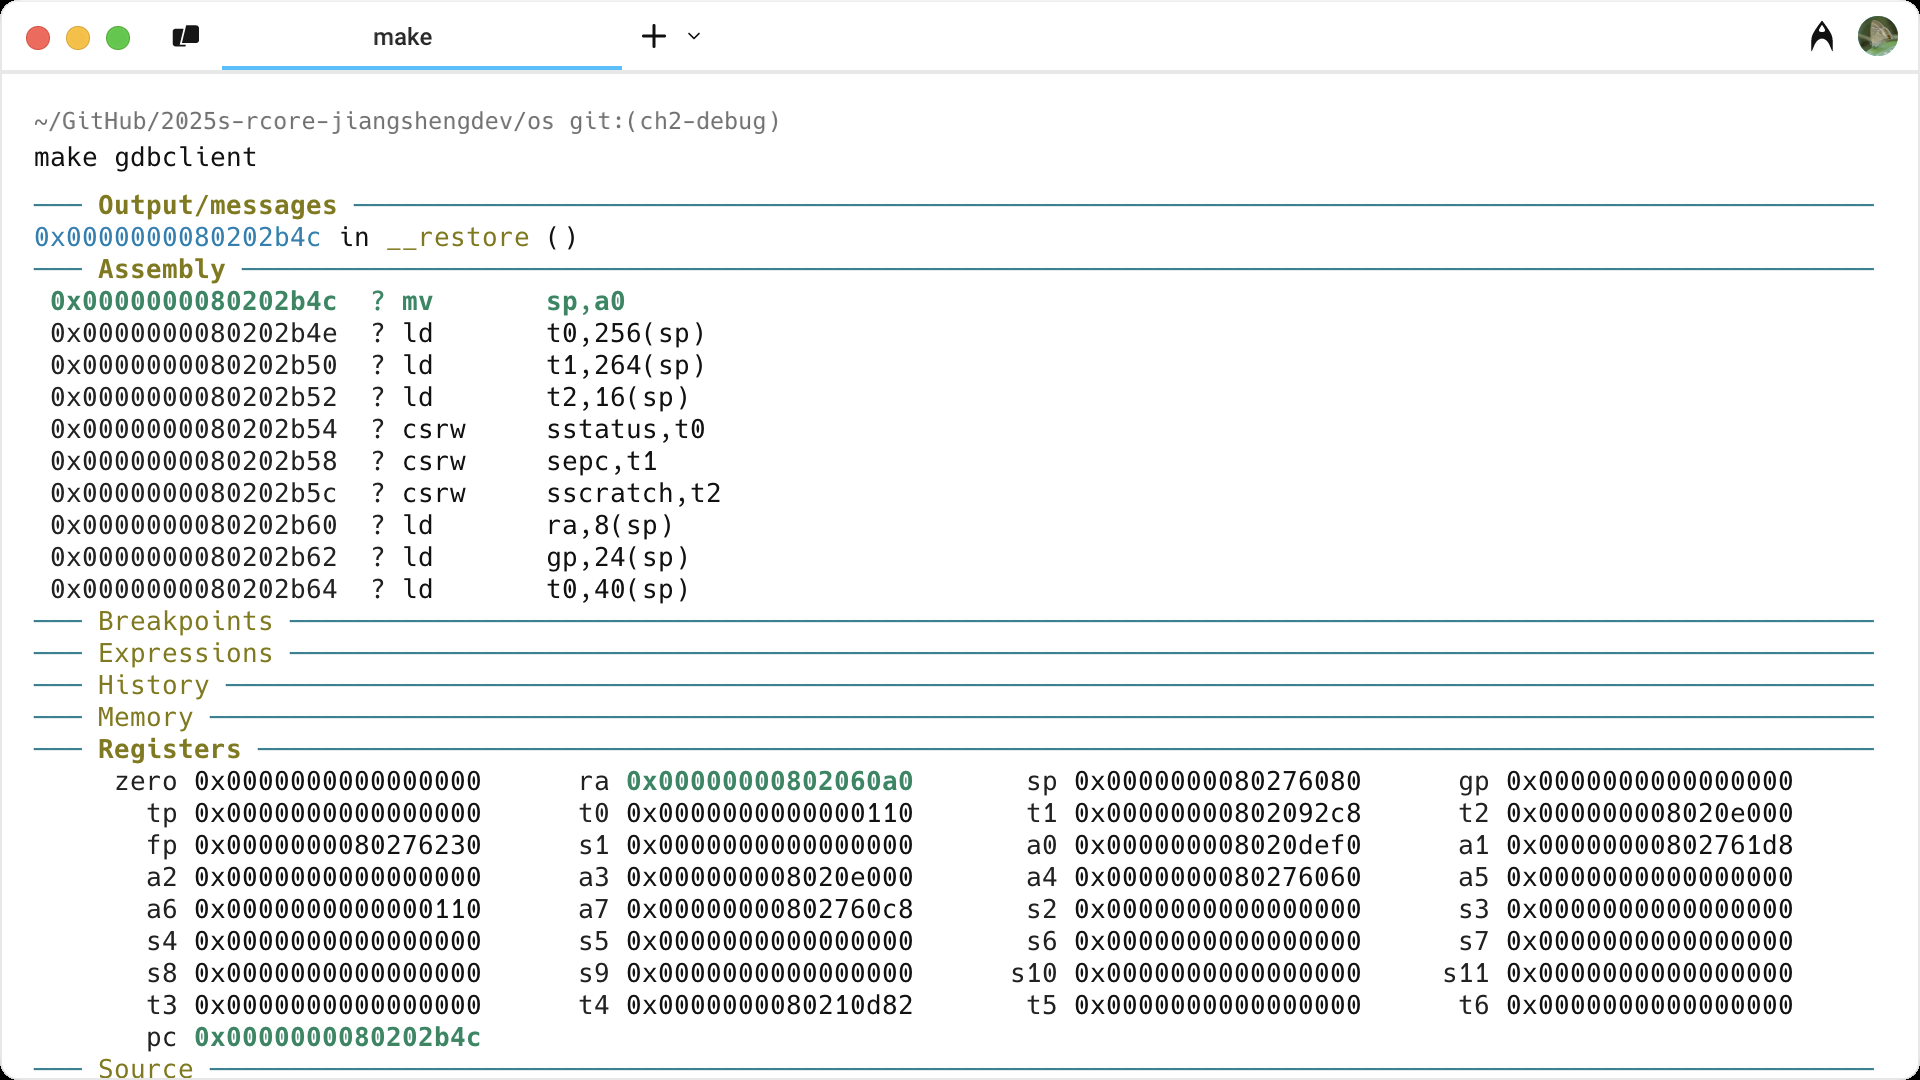 make
~/GitHub/2025s-rcore-jiangshengdev/os git:(ch2-debug)
make gdbclient
Output/messages
0x0000000080202b4c in __restore ()
Assembly
0x0000000080202b4c ? mv sp,a0
0x0000000080202b4e ? ld t0,256(sp)
0x0000000080202b50 ? ld t1,264(sp)
0x0000000080202b52 ? ld t2,16(sp)
0x0000000080202b54 ? csrw sstatus,t0
0x0000000080202b58 ? csrw sepc,t1
0x0000000080202b5c ? csrw sscratch,t2
0x0000000080202b60 ? ld ra,8(sp)
0x0000000080202b62 ? ld gp,24(sp)
0x0000000080202b64 ? ld t0,40(sp)
Breakpoints
Expressions
History
Memory
Registers
zero 0x0000000000000000 ra 0x00000000802060a0 sp 0x0000000080276080 gp 0x0000000000000000
tp 0x0000000000000000 t0 0x0000000000000110 t1 0x00000000802092c8 t2 0x000000008020e000
fp 0x0000000080276230 s1 0x0000000000000000 a0 0x000000008020def0 a1 0x00000000802761d8
a2 0x0000000000000000 a3 0x000000008020e000 a4 0x0000000080276060 a5 0x0000000000000000
a6 0x0000000000000110 a7 0x00000000802760c8 s2 0x0000000000000000 s3 0x0000000000000000
s4 0x0000000000000000 s5 0x0000000000000000 s6 0x0000000000000000 s7 0x0000000000000000
s8 0x0000000000000000 s9 0x0000000000000000 s10 0x0000000000000000 s11 0x0000000000000000
t3 0x0000000000000000 t4 0x0000000080210d82 t5 0x0000000000000000 t6 0x0000000000000000
pc 0x0000000080202b4c
Source